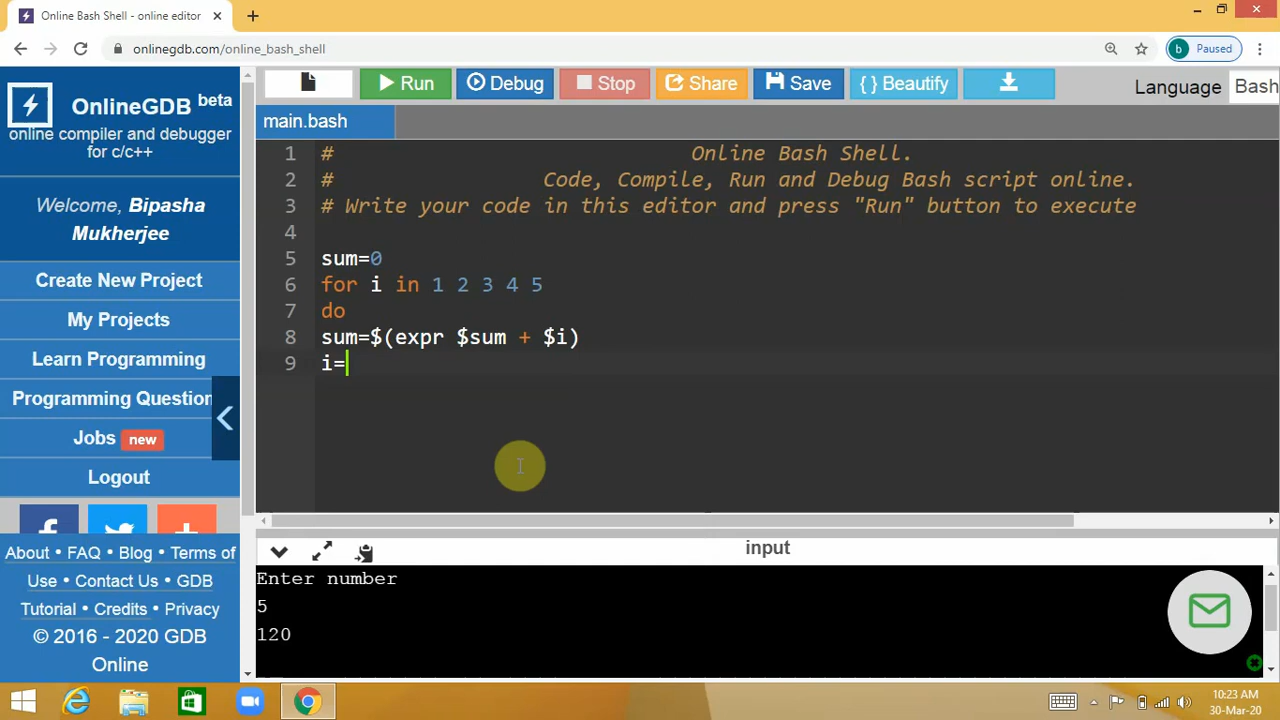 Online Bash Shell - online editor
Paused
b
onlinegdb.com/online_bash_shell
OnlineGDB beta
online compiler and debugger
for c/c++
Welcome, Bipasha
Mukherjee
Create New Project
My Projects
Learn Programming
Programming Question
Jobs new
Logout
About • FAQ • Blog • Terms of
Use • Contact Us • GDB
Tutorial • Credits • Privacy
© 2016 - 2020 GDB
Online
Run Debug Stop Share Save { } Beautify
Language Bash
main.bash
1 # Online Bash Shell.
2 # Code, Compile, Run and Debug Bash script online.
3 # Write your code in this editor and press "Run" button to execute
4
5 sum=0
6 for i in 1 2 3 4 5
7 do
8 sum=$(expr $sum + $i)
9 i=
input
Enter number
5
120
10:23 AM
30-Mar-20